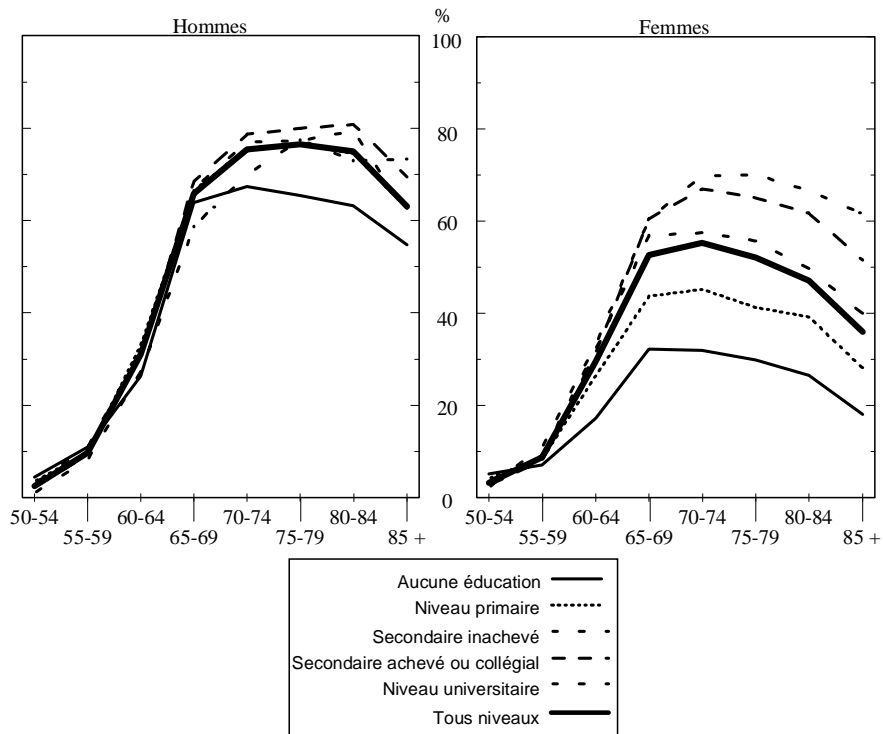 %
Hommes
Femmes
100
80
60
40
20
0
50-54 60-64 70-74 80-84
55-59 65-69 75-79 85 +
50-54 60-64 70-74 80-84
55-59 65-69 75-79 85 +
Aucune éducation
Niveau primaire
Secondaire inachevé
Secondaire achevé ou collégial
Niveau universitaire
Tous niveaux